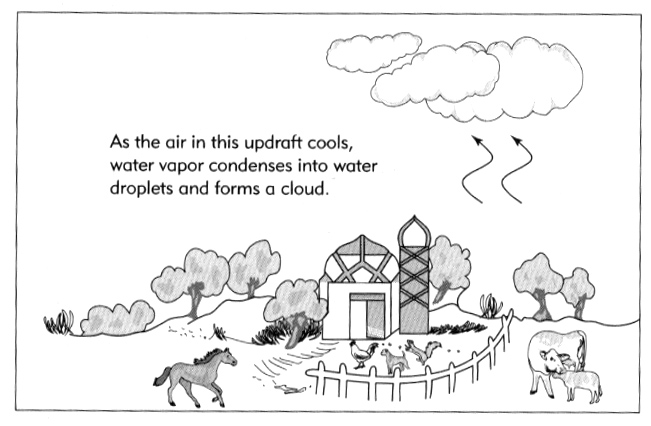 As the air in this updraft cools,
water vapor condenses into water
droplets and forms a cloud.